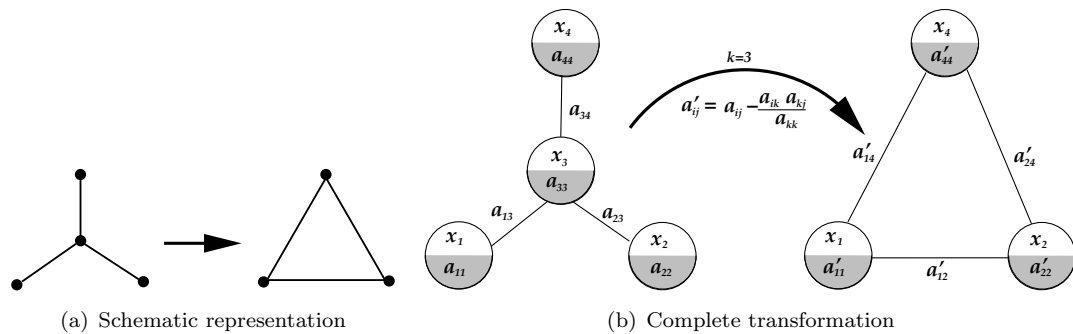 x₄
a₄₄
a₃₄
x₃
a₃₃
a₁₃
a₂₃
x₁
a₁₁
x₂
a₂₂
k=3
a′ᵢⱼ = aᵢⱼ − aᵢₖ aₖⱼ / aₖₖ
x₄
a′₄₄
a′₁₄
a′₂₄
x₁
a′₁₁
a′₁₂
x₂
a′₂₂
(a) Schematic representation
(b) Complete transformation